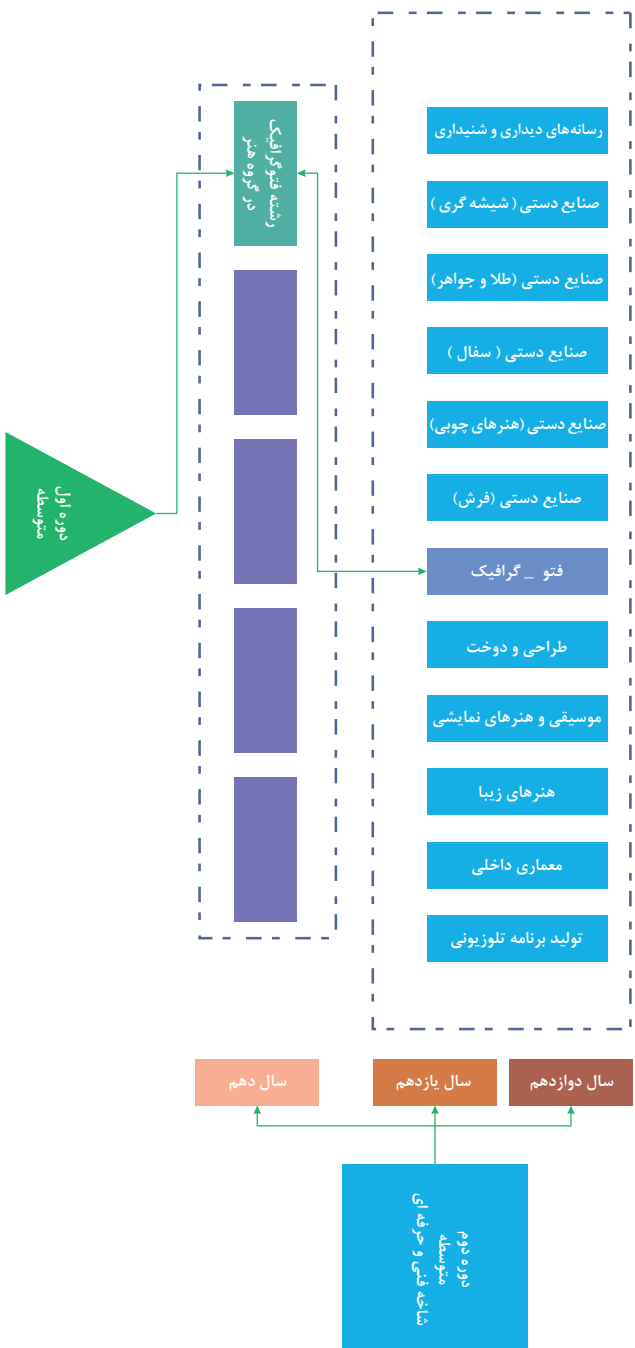 رسانه‌های دیداری و شنیداری
صنایع دستی ( شیشه گری )
صنایع دستی (طلا و جواهر)
صنایع دستی ( سفال )
صنایع دستی (هنرهای چوبی)
صنایع دستی (فرش)
فتو _ گرافیک
طراحی و دوخت
موسیقی و هنرهای نمایشی
هنرهای زیبا
معماری داخلی
تولید برنامه تلوزیونی
رشته فتوگرافیک
در گروه هنر
دوره اول
متوسطه
سال دوازدهم
سال یازدهم
سال دهم
دوره دوم
متوسطه
شاخه فنی و حرفه ای